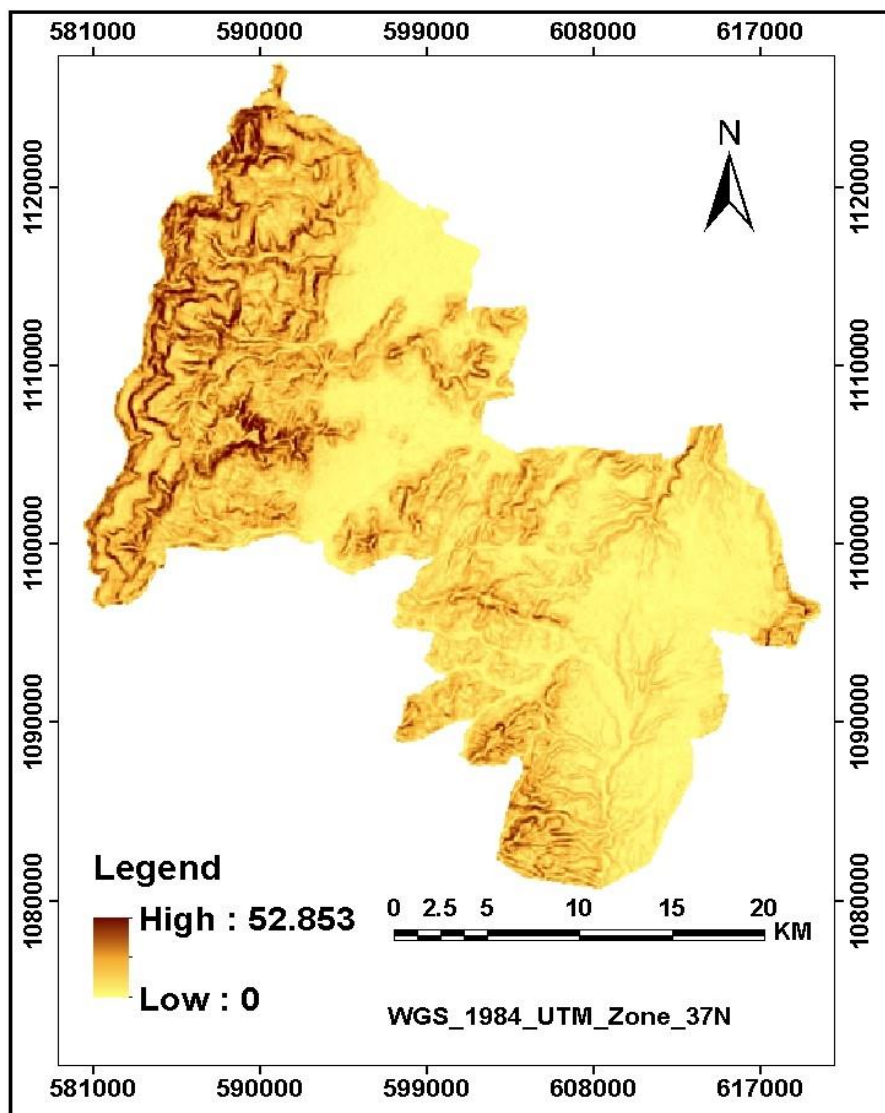 581000 590000 599000 608000 617000
N
1120000 1120000
1110000 1110000
1100000 1100000
1090000 1090000
1080000 1080000
Legend
High : 52.853
Low : 0
0 2.5 5 10 15 20
KM
WGS_1984_UTM_Zone_37N
581000 590000 599000 608000 617000